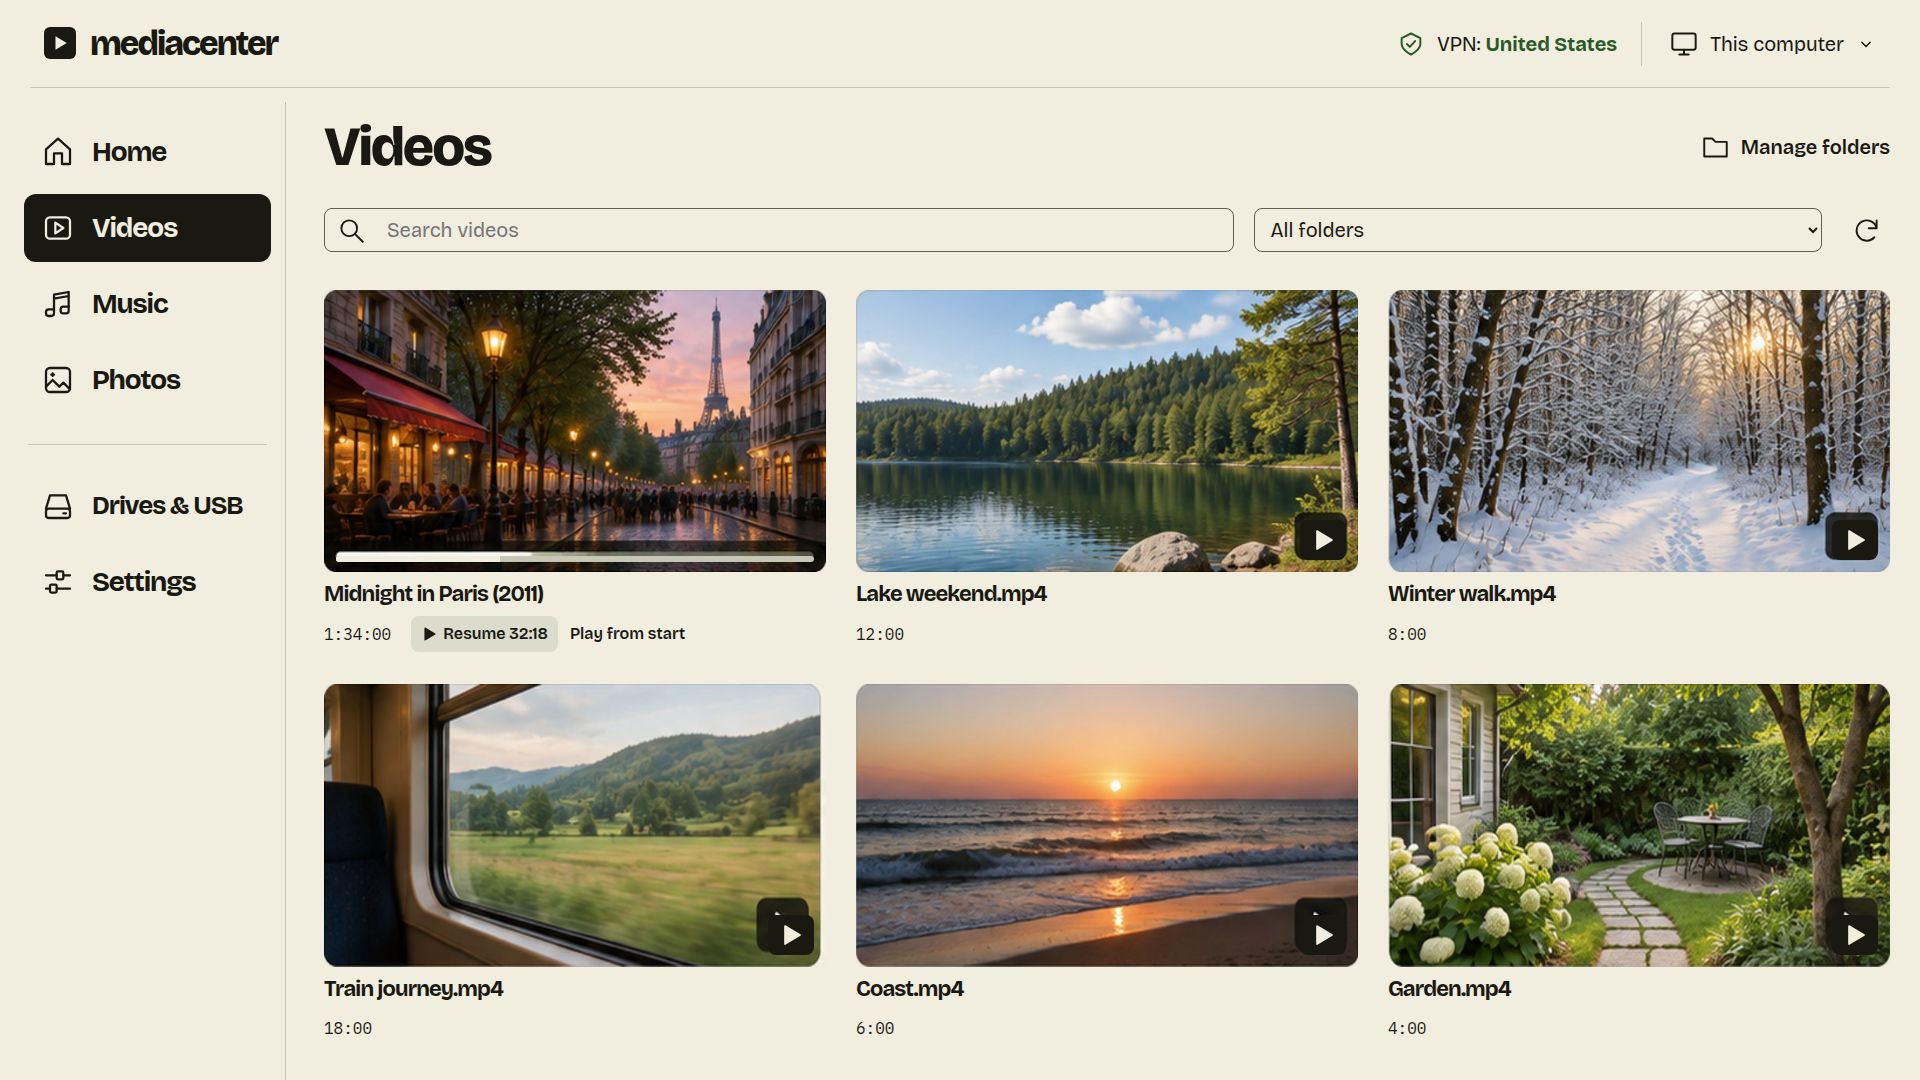 mediacenter
VPN: United States
This computer
Home
Videos
Music
Photos
Drives & USB
Settings
Videos
Manage folders
Search videos
All folders
Midnight in Paris (2011)
1:34:00
Resume 32:18
Play from start
Lake weekend.mp4
12:00
Winter walk.mp4
8:00
Train journey.mp4
18:00
Coast.mp4
6:00
Garden.mp4
4:00